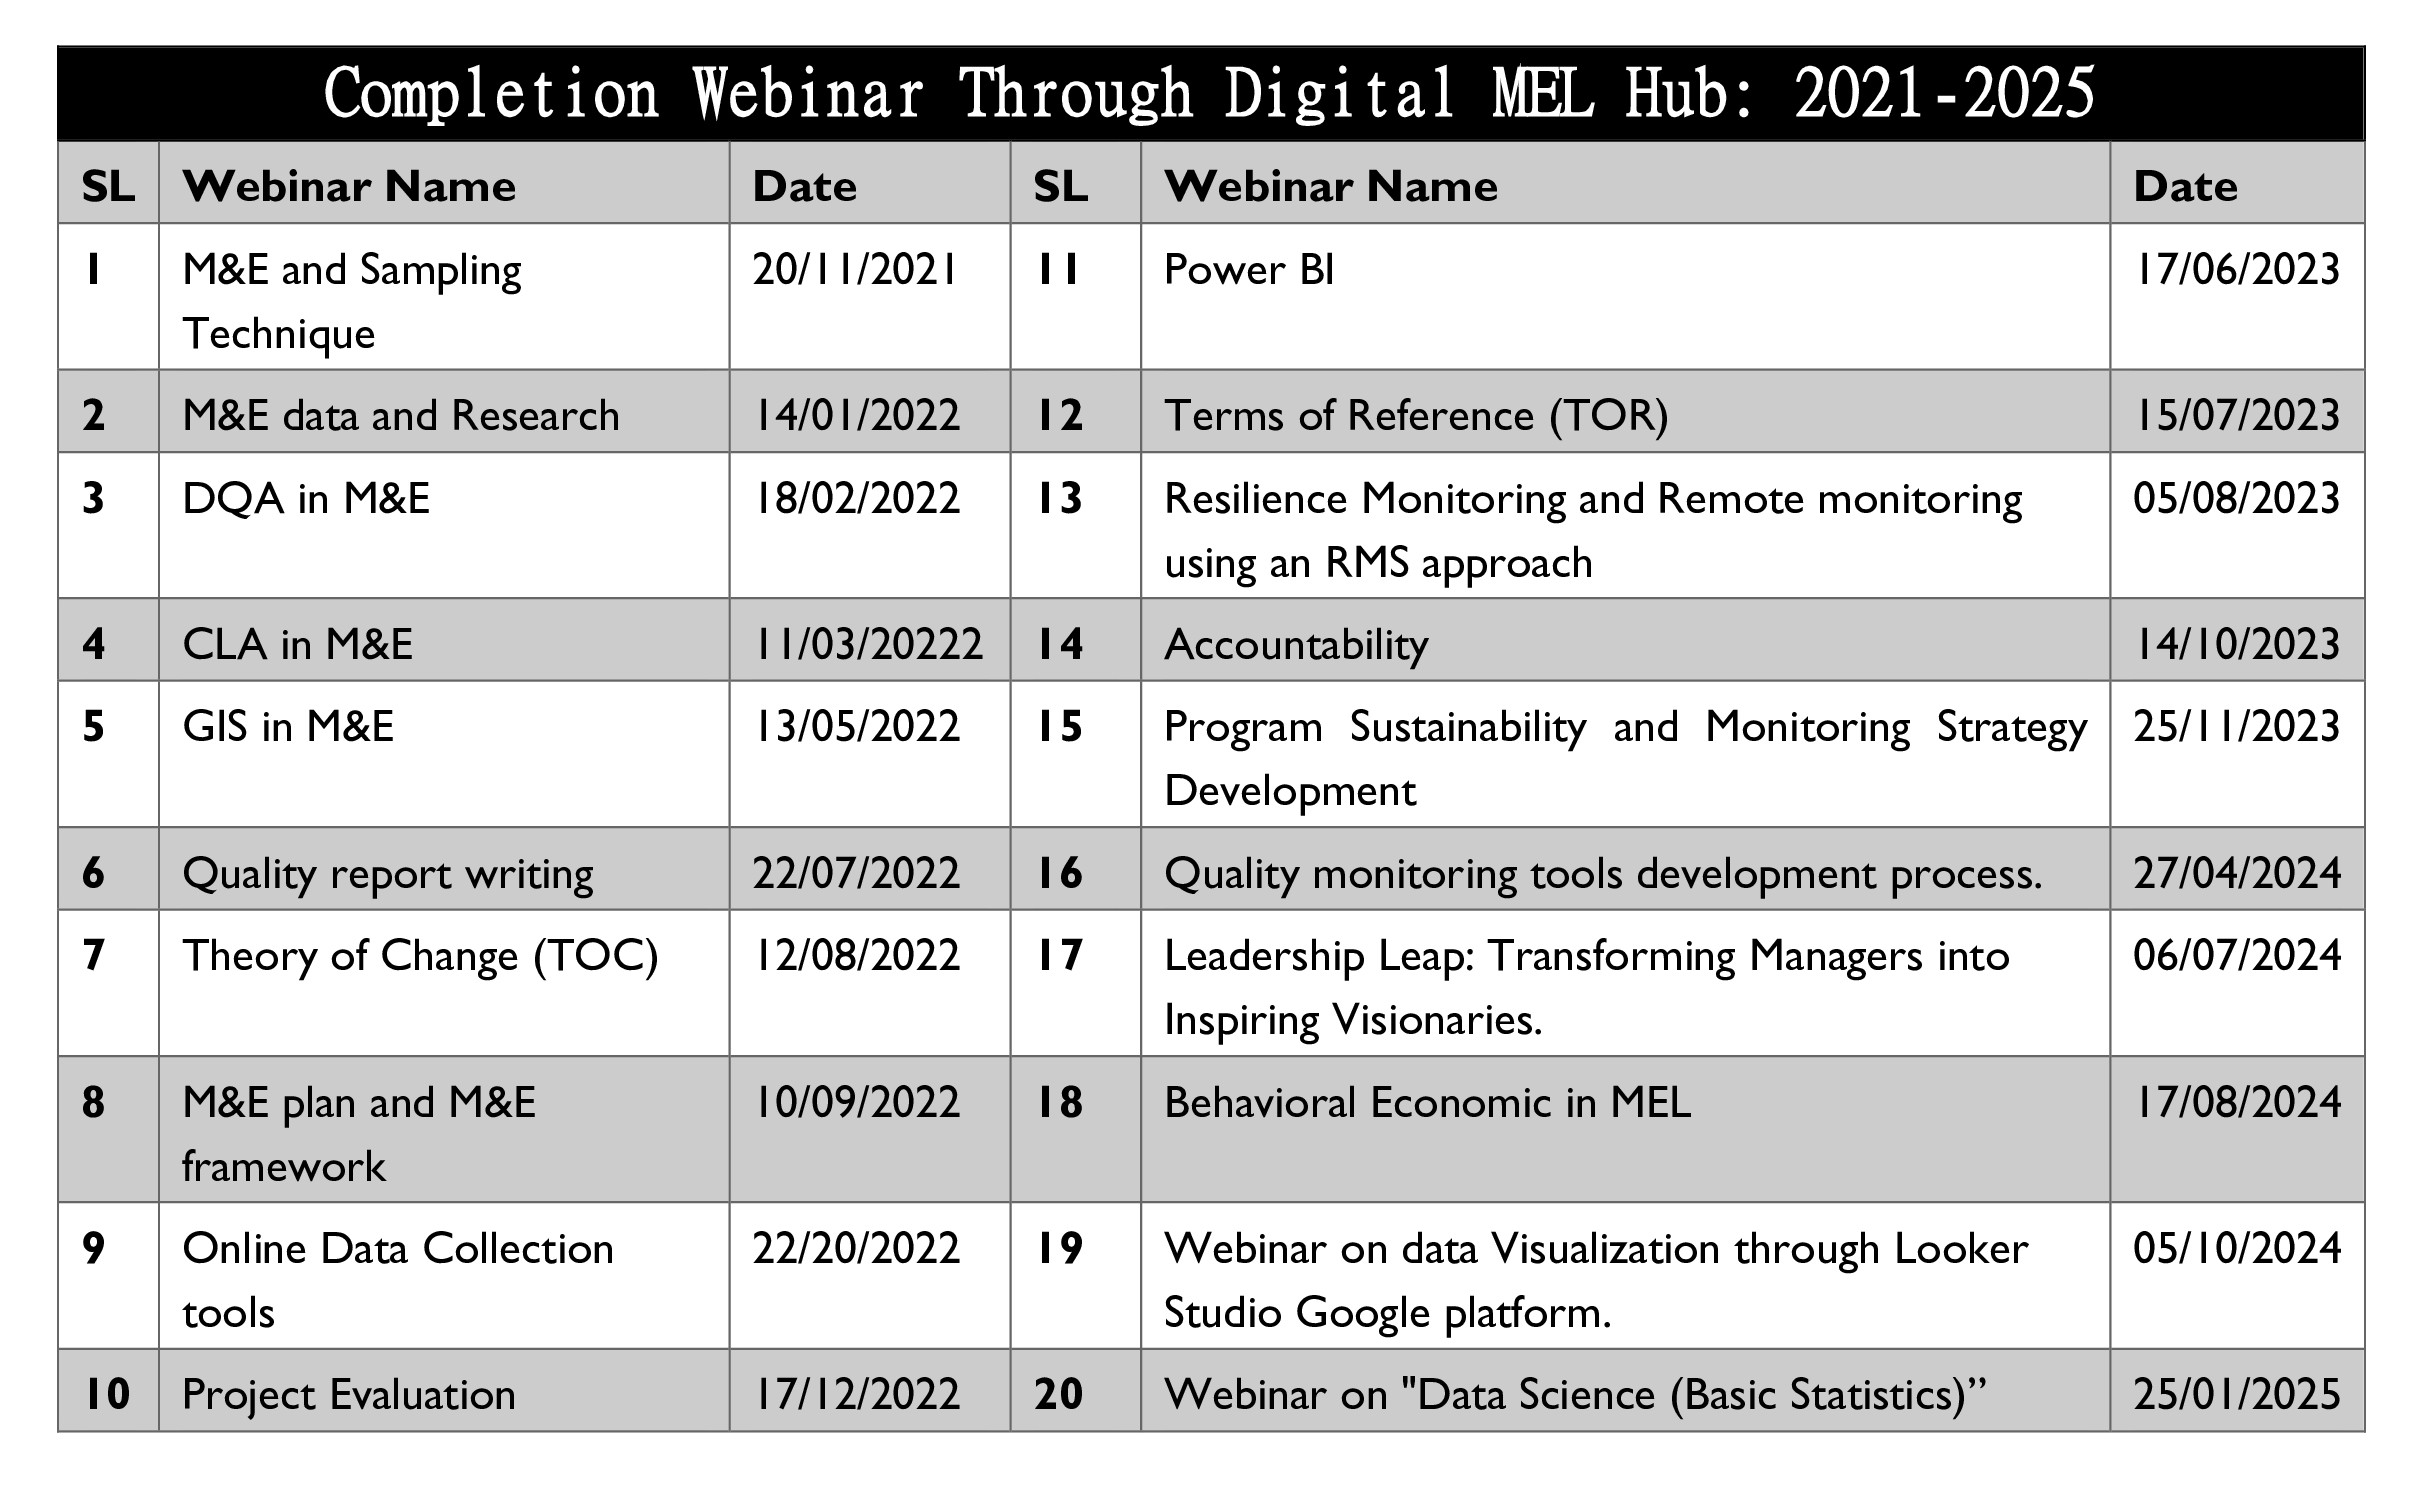 Completion Webinar Through Digital MEL Hub: 2021-2025
SL Webinar Name Date SL Webinar Name Date
1 M&E and Sampling 20/11/2021 11 Power BI 17/06/2023
Technique
2 M&E data and Research 14/01/2022 12 Terms of Reference (TOR) 15/07/2023
3 DQA in M&E 18/02/2022 13 Resilience Monitoring and Remote monitoring 05/08/2023
using an RMS approach
4 CLA in M&E 11/03/20222 14 Accountability 14/10/2023
5 GIS in M&E 13/05/2022 15 Program Sustainability and Monitoring Strategy 25/11/2023
Development
6 Quality report writing 22/07/2022 16 Quality monitoring tools development process. 27/04/2024
7 Theory of Change (TOC) 12/08/2022 17 Leadership Leap: Transforming Managers into 06/07/2024
Inspiring Visionaries.
8 M&E plan and M&E 10/09/2022 18 Behavioral Economic in MEL 17/08/2024
framework
9 Online Data Collection 22/20/2022 19 Webinar on data Visualization through Looker 05/10/2024
tools Studio Google platform.
10 Project Evaluation 17/12/2022 20 Webinar on "Data Science (Basic Statistics)” 25/01/2025